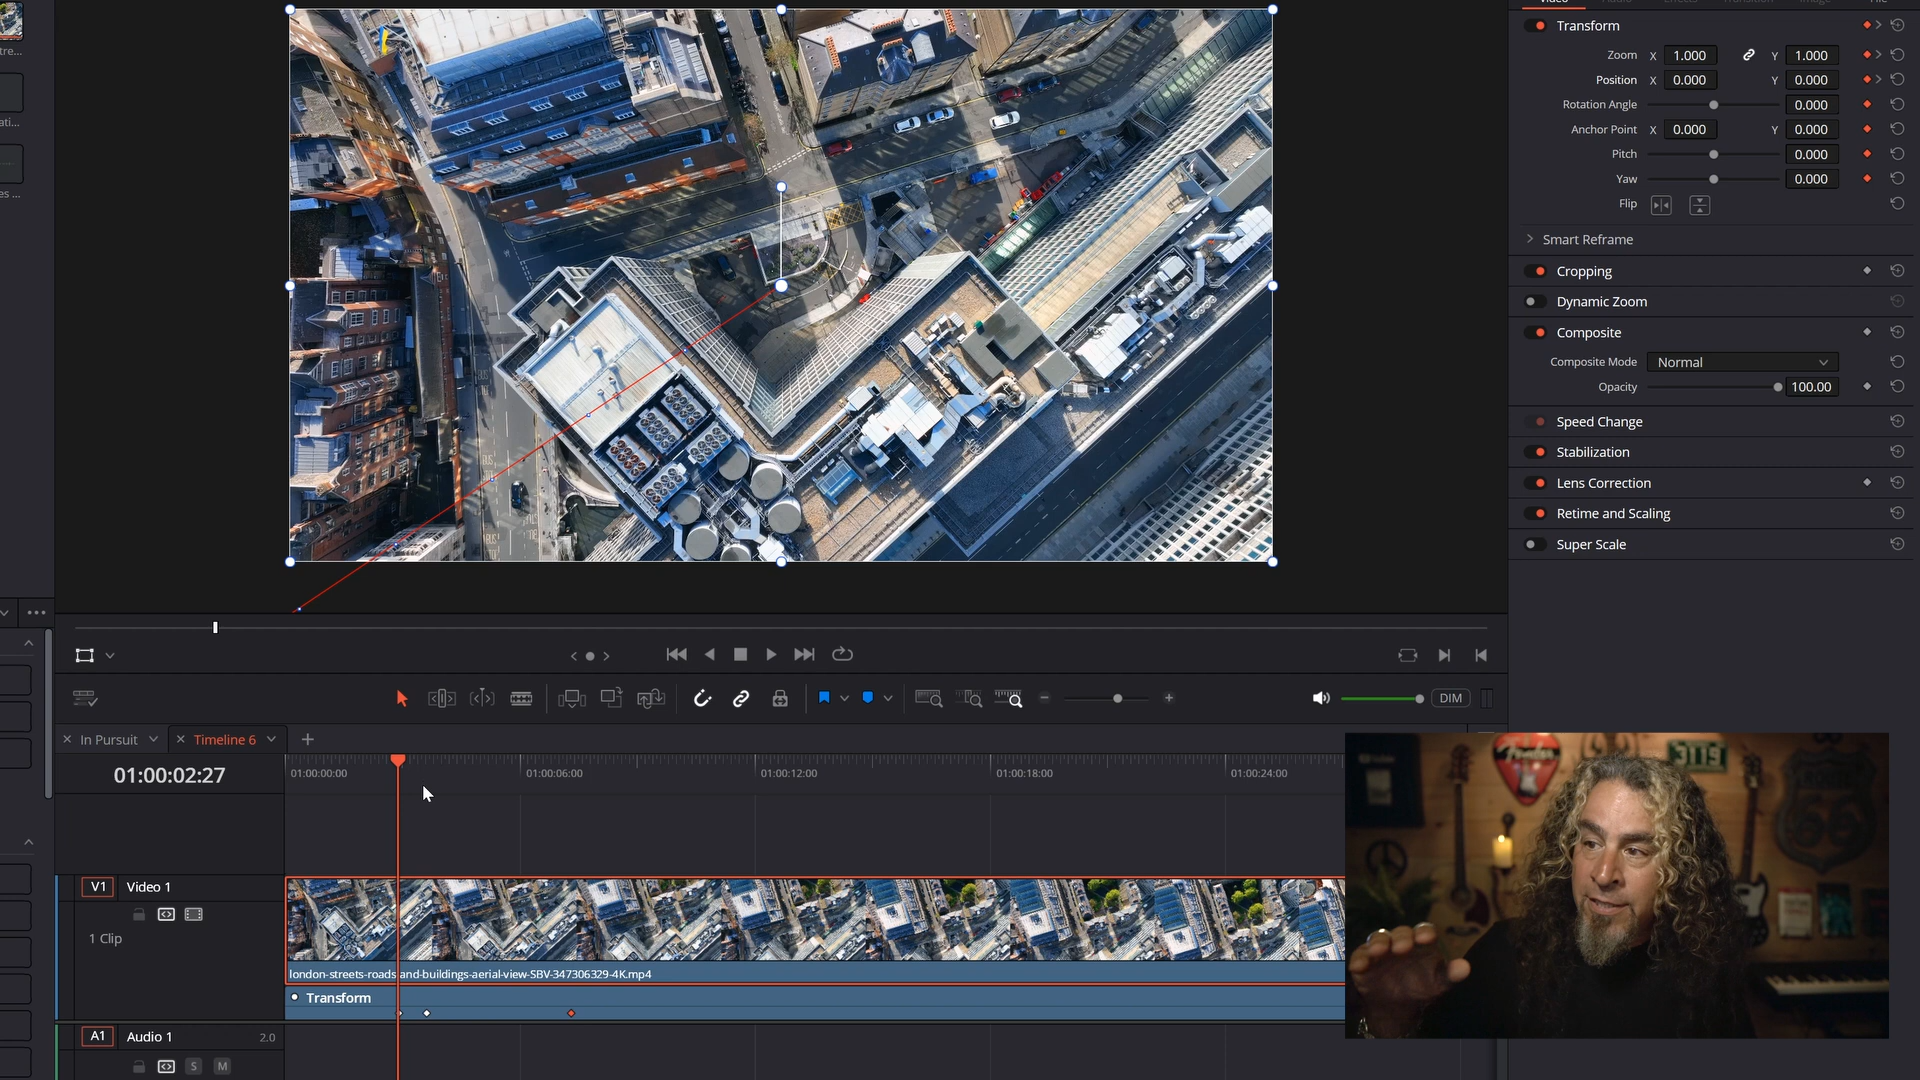 Transform
Zoom X 1.000 Y 1.000
Position X 0.000 Y 0.000
Rotation Angle 0.000
Anchor Point X 0.000 Y 0.000
Pitch 0.000
Yaw 0.000
Flip
Smart Reframe
Cropping
Dynamic Zoom
Composite
Composite Mode Normal
Opacity 100.00
Speed Change
Stabilization
Lens Correction
Retime and Scaling
Super Scale
DIM
In Pursuit
Timeline 6
01:00:02:27
01:00:00:00
01:00:06:00
01:00:12:00
01:00:18:00
01:00:24:00
V1 Video 1
1 Clip
london-streets-roads and-buildings-aerial-view-SBV-347306329-4K.mp4
Transform
A1 Audio 1 2.0
S M